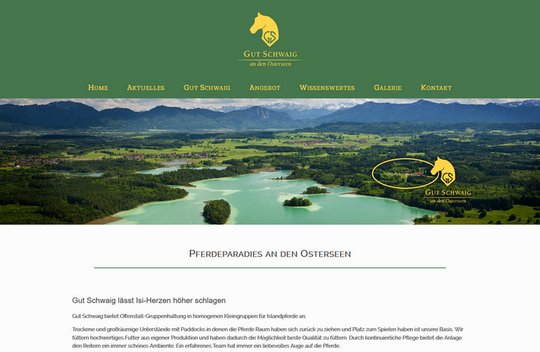 GUT SCHWAIG
an den Osterseen
HOME AKTUELLES GUT SCHWAIG ANGEBOT WISSENSWERTES GALERIE KONTAKT
GUT SCHWAIG
an den Osterseen
PFERDEPARADIES AN DEN OSTERSEEN
Gut Schwaig lässt Isi-Herzen höher schlagen
Gut Schwaig bietet Offenstall-Gruppenhaltung in homogenen Kleingruppen für Islandpferde an.
Trockene und großräumige Unterstände mit Paddocks in denen die Pferde Raum haben sich zurück zu ziehen und Platz zum Spielen haben ist unsere Basis. Wir
füttern hochwertiges Futter aus eigener Produktion und haben dadurch die Möglichkeit beste Qualität zu füttern. Durch kontinuierliche Pflege bietet die Anlage
den Reitern ein immer schönes Ambiente. Ein erfahrenes Team hat immer ein liebevolles Auge auf die Pferde.